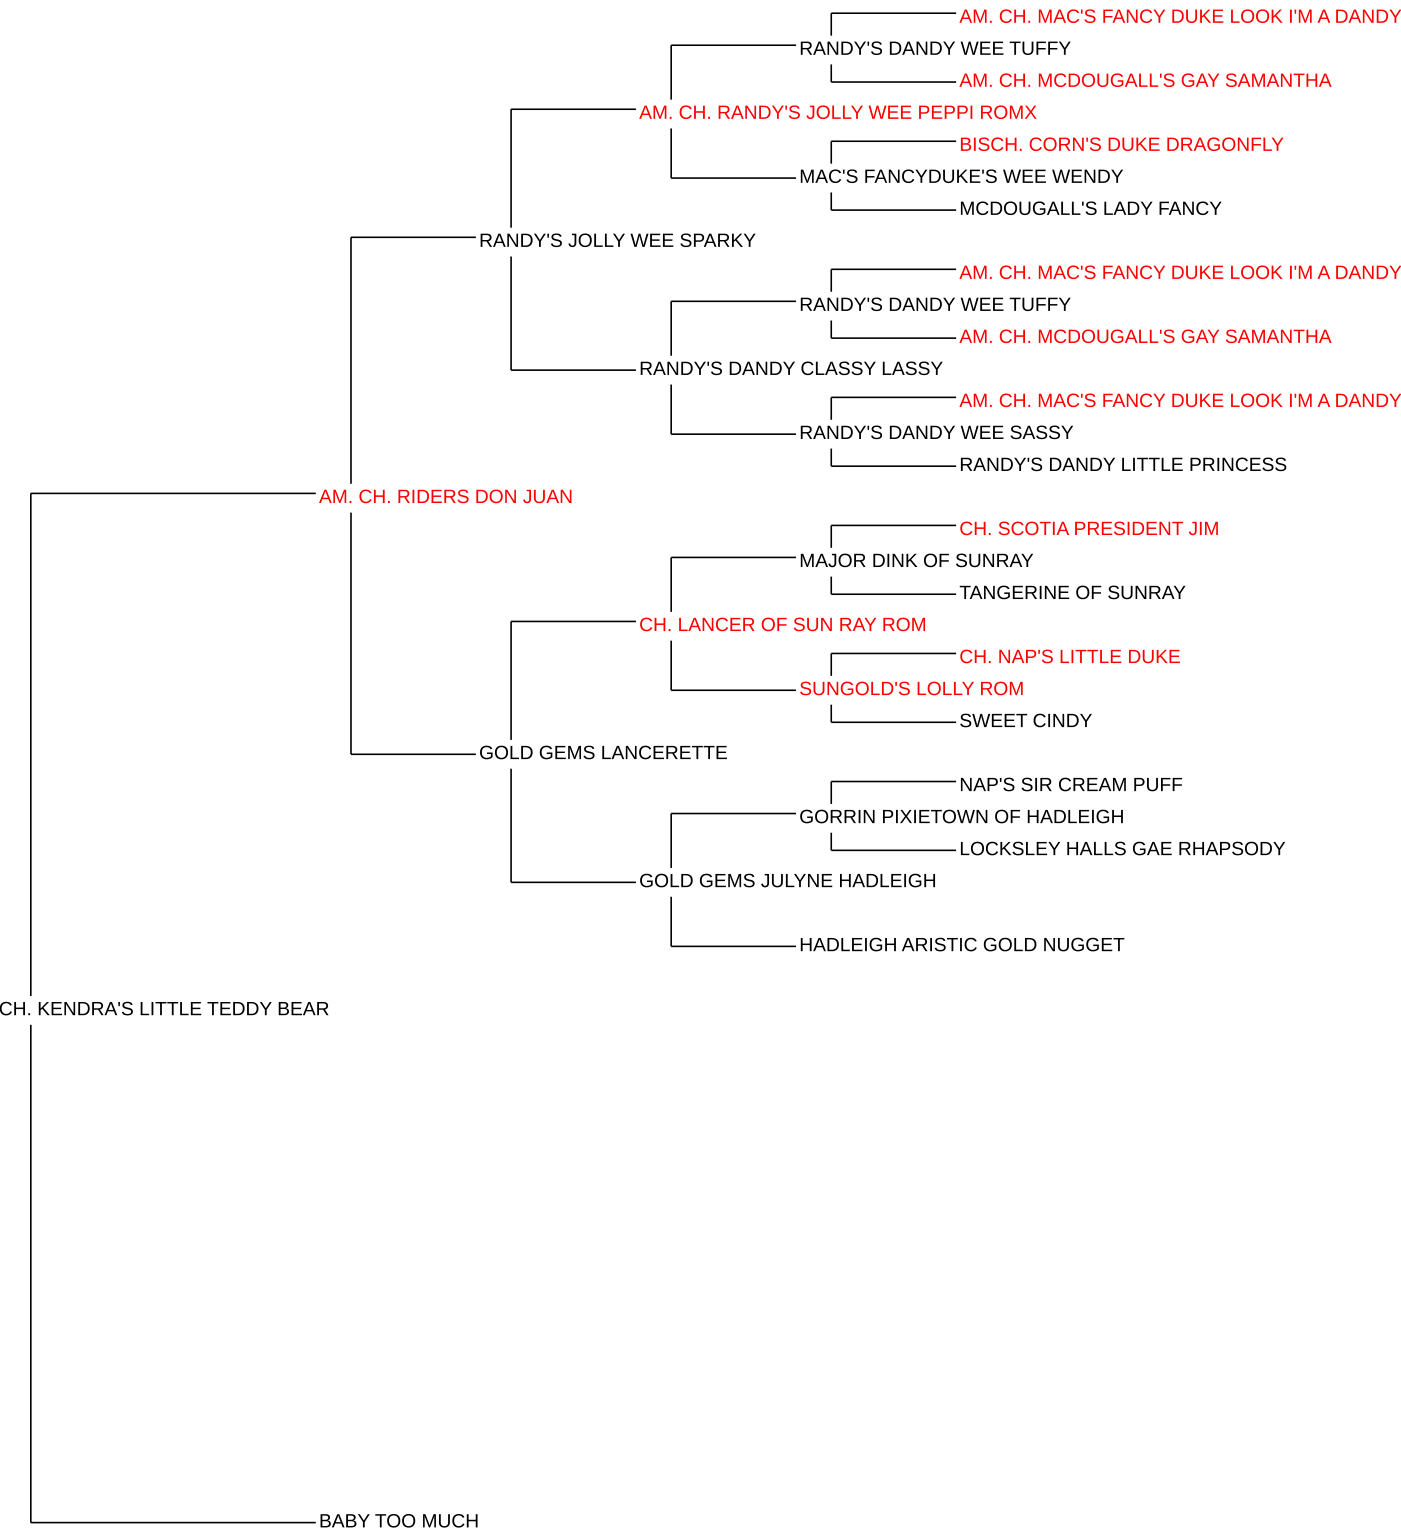 AM. CH. MAC'S FANCY DUKE LOOK I'M A DANDY
RANDY'S DANDY WEE TUFFY
AM. CH. MCDOUGALL'S GAY SAMANTHA
AM. CH. RANDY'S JOLLY WEE PEPPI ROMX
BISCH. CORN'S DUKE DRAGONFLY
MAC'S FANCYDUKE'S WEE WENDY
MCDOUGALL'S LADY FANCY
RANDY'S JOLLY WEE SPARKY
AM. CH. MAC'S FANCY DUKE LOOK I'M A DANDY
RANDY'S DANDY WEE TUFFY
AM. CH. MCDOUGALL'S GAY SAMANTHA
RANDY'S DANDY CLASSY LASSY
AM. CH. MAC'S FANCY DUKE LOOK I'M A DANDY
RANDY'S DANDY WEE SASSY
RANDY'S DANDY LITTLE PRINCESS
AM. CH. RIDERS DON JUAN
CH. SCOTIA PRESIDENT JIM
MAJOR DINK OF SUNRAY
TANGERINE OF SUNRAY
CH. LANCER OF SUN RAY ROM
CH. NAP'S LITTLE DUKE
SUNGOLD'S LOLLY ROM
SWEET CINDY
GOLD GEMS LANCERETTE
NAP'S SIR CREAM PUFF
GORRIN PIXIETOWN OF HADLEIGH
LOCKSLEY HALLS GAE RHAPSODY
GOLD GEMS JULYNE HADLEIGH
HADLEIGH ARISTIC GOLD NUGGET
CH. KENDRA'S LITTLE TEDDY BEAR
BABY TOO MUCH